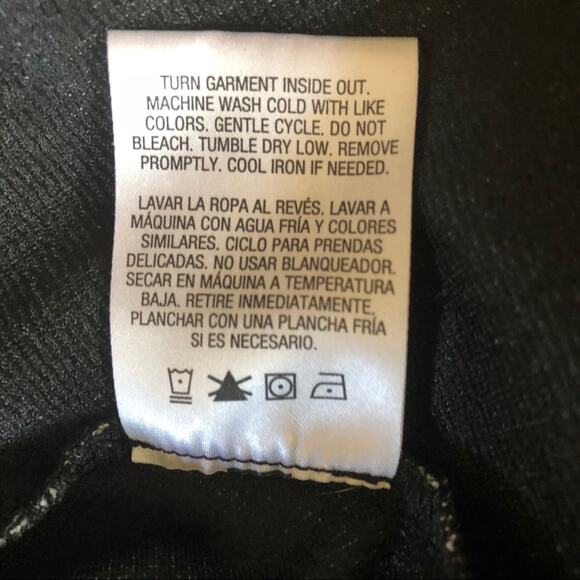 TURN GARMENT INSIDE OUT.
MACHINE WASH COLD WITH LIKE
COLORS. GENTLE CYCLE. DO NOT
BLEACH. TUMBLE DRY LOW. REMOVE
PROMPTLY. COOL IRON IF NEEDED.
LAVAR LA ROPA AL REVÉS. LAVAR A
MÁQUINA CON AGUA FRÍA Y COLORES
SIMILARES. CICLO PARA PRENDAS
DELICADAS. NO USAR BLANQUEADOR.
SECAR EN MÁQUINA A TEMPERATURA
BAJA. RETIRE INMEDIATAMENTE.
PLANCHAR CON UNA PLANCHA FRÍA
SI ES NECESARIO.